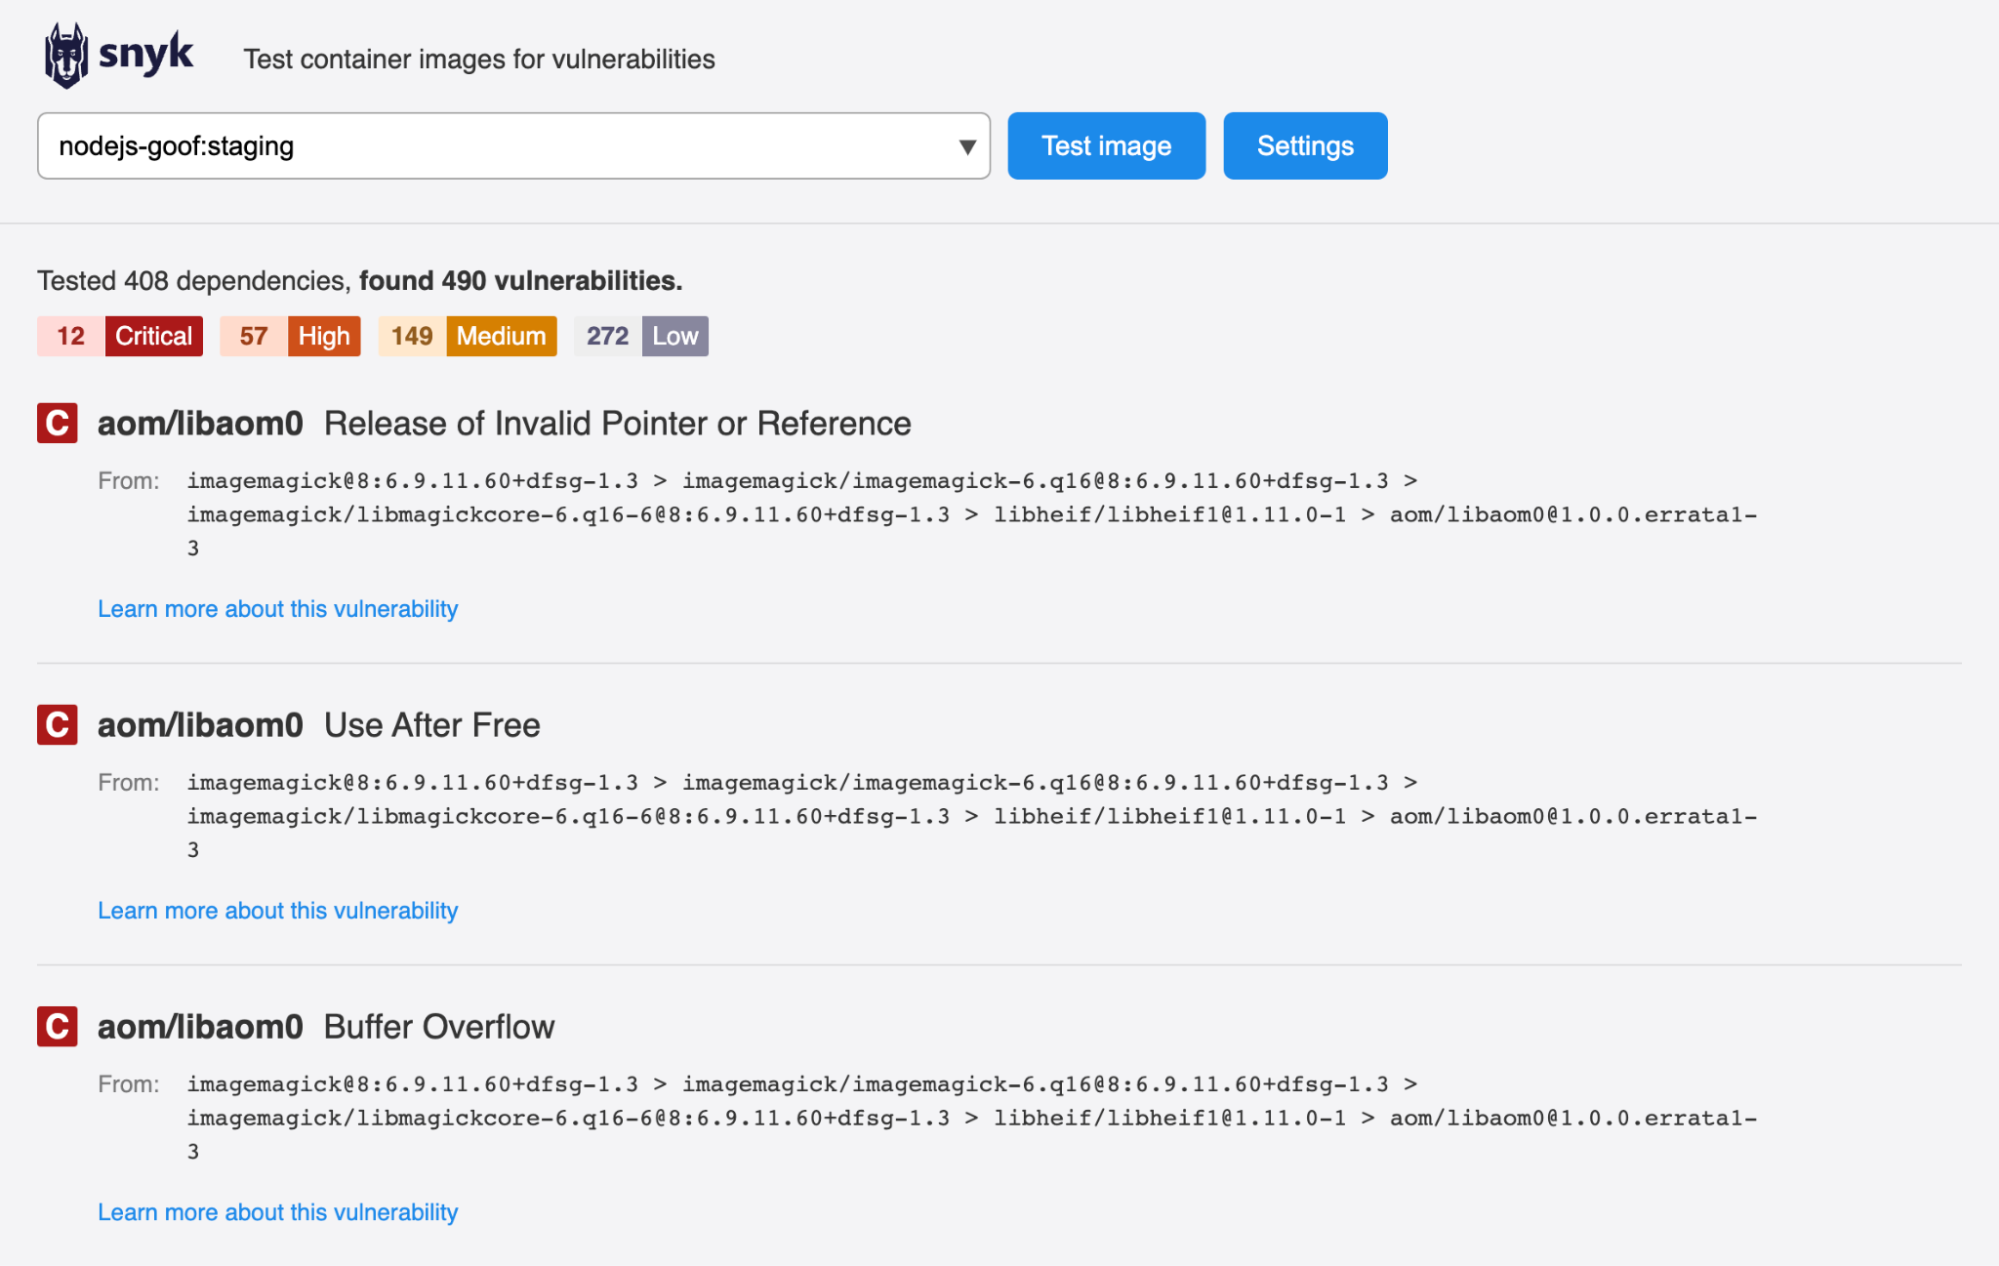 snyk Test container images for vulnerabilities
nodejs-goof:staging ▼ Test image Settings
Tested 408 dependencies, found 490 vulnerabilities.
12 Critical 57 High 149 Medium 272 Low
C aom/libaom0 Release of Invalid Pointer or Reference
From: imagemagick@8:6.9.11.60+dfsg-1.3 > imagemagick/imagemagick-6.q16@8:6.9.11.60+dfsg-1.3 >
imagemagick/libmagickcore-6.q16-6@8:6.9.11.60+dfsg-1.3 > libheif/libheif1@1.11.0-1 > aom/libaom0@1.0.0.errata1-
3
Learn more about this vulnerability
C aom/libaom0 Use After Free
From: imagemagick@8:6.9.11.60+dfsg-1.3 > imagemagick/imagemagick-6.q16@8:6.9.11.60+dfsg-1.3 >
imagemagick/libmagickcore-6.q16-6@8:6.9.11.60+dfsg-1.3 > libheif/libheif1@1.11.0-1 > aom/libaom0@1.0.0.errata1-
3
Learn more about this vulnerability
C aom/libaom0 Buffer Overflow
From: imagemagick@8:6.9.11.60+dfsg-1.3 > imagemagick/imagemagick-6.q16@8:6.9.11.60+dfsg-1.3 >
imagemagick/libmagickcore-6.q16-6@8:6.9.11.60+dfsg-1.3 > libheif/libheif1@1.11.0-1 > aom/libaom0@1.0.0.errata1-
3
Learn more about this vulnerability